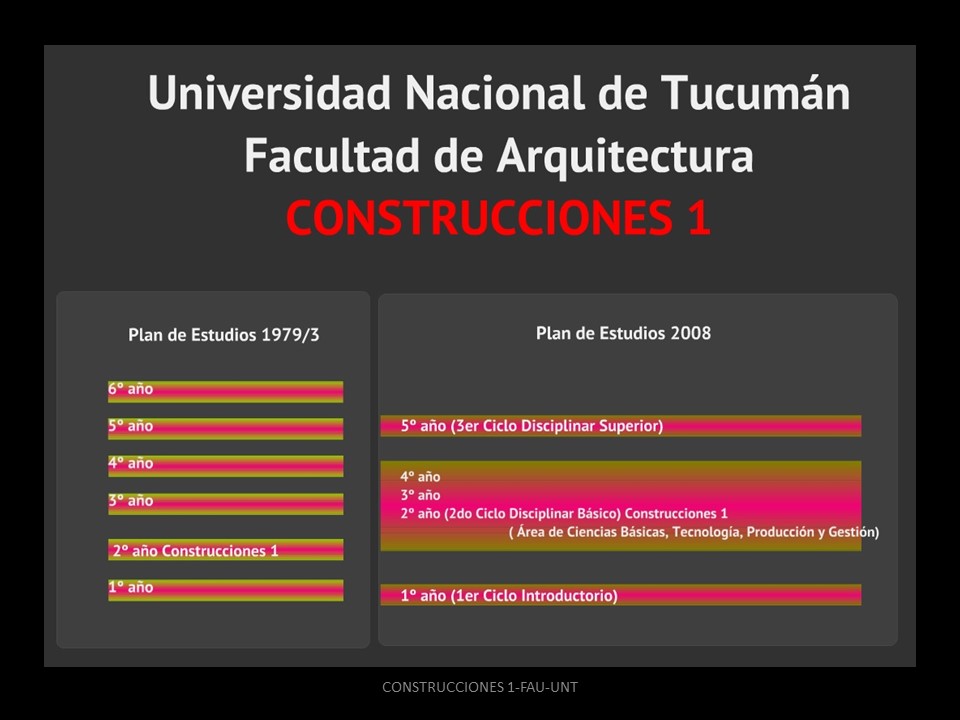 Universidad Nacional de Tucumán
Facultad de Arquitectura
CONSTRUCCIONES 1
Plan de Estudios 1979/3
6º año
5º año
4º año
3º año
2º año Construcciones 1
1º año
Plan de Estudios 2008
5º año (3er Ciclo Disciplinar Superior)
4º año
3º año
2º año (2do Ciclo Disciplinar Básico) Construcciones 1
( Área de Ciencias Básicas, Tecnología, Producción y Gestión)
1º año (1er Ciclo Introductorio)
CONSTRUCCIONES 1-FAU-UNT